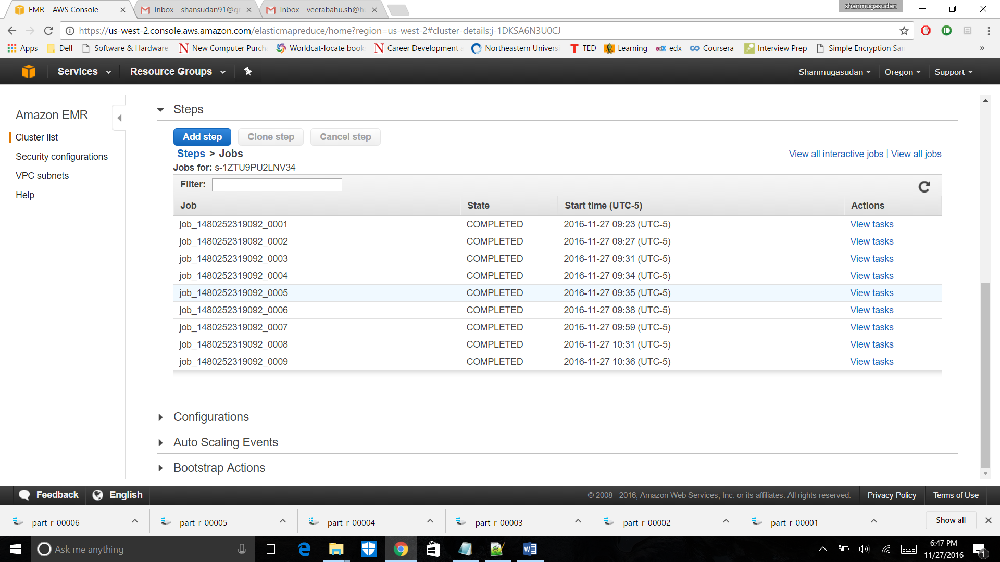 shanmugasudan
EMR – AWS Console
Inbox - shansudan91@g
Inbox - veerabahu.sh@h
https://us-west-2.console.aws.amazon.com/elasticmapreduce/home?region=us-west-2#cluster-details:j-1DKSA6N3U0CJ
Apps Dell Software & Hardware New Computer Purch Worldcat-locate book Career Development Northeastern Universi TED Learning edx edx Coursera Interview Prep Simple Encryption Sa »
Services Resource Groups Shanmugasudan Oregon Support
Amazon EMR
Cluster list
Security configurations
VPC subnets
Help
Steps
Add step Clone step Cancel step
Steps > Jobs View all interactive jobs | View all jobs
Jobs for: s-1ZTU9PU2LNV34
Filter:
Job State Start time (UTC-5) Actions
job_1480252319092_0001 COMPLETED 2016-11-27 09:23 (UTC-5) View tasks
job_1480252319092_0002 COMPLETED 2016-11-27 09:27 (UTC-5) View tasks
job_1480252319092_0003 COMPLETED 2016-11-27 09:31 (UTC-5) View tasks
job_1480252319092_0004 COMPLETED 2016-11-27 09:34 (UTC-5) View tasks
job_1480252319092_0005 COMPLETED 2016-11-27 09:35 (UTC-5) View tasks
job_1480252319092_0006 COMPLETED 2016-11-27 09:38 (UTC-5) View tasks
job_1480252319092_0007 COMPLETED 2016-11-27 09:59 (UTC-5) View tasks
job_1480252319092_0008 COMPLETED 2016-11-27 10:31 (UTC-5) View tasks
job_1480252319092_0009 COMPLETED 2016-11-27 10:36 (UTC-5) View tasks
Configurations
Auto Scaling Events
Bootstrap Actions
Feedback English © 2008 - 2016, Amazon Web Services, Inc. or its affiliates. All rights reserved. Privacy Policy Terms of Use
part-r-00006 part-r-00005 part-r-00004 part-r-00003 part-r-00002 part-r-00001 Show all
Ask me anything
6:47 PM
11/27/2016
1